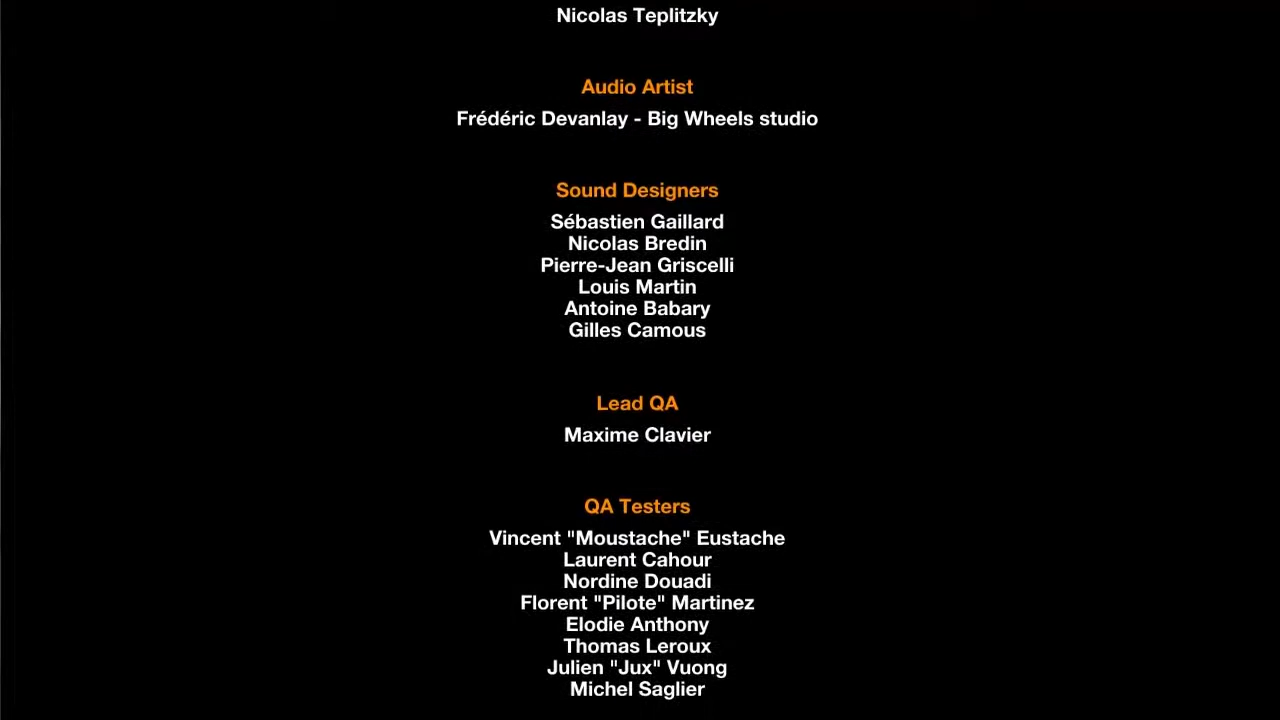 Nicolas Teplitzky
Audio Artist
Frédéric Devanlay - Big Wheels studio
Sound Designers
Sébastien Gaillard
Nicolas Bredin
Pierre-Jean Griscelli
Louis Martin
Antoine Babary
Gilles Camous
Lead QA
Maxime Clavier
QA Testers
Vincent "Moustache" Eustache
Laurent Cahour
Nordine Douadi
Florent "Pilote" Martinez
Elodie Anthony
Thomas Leroux
Julien "Jux" Vuong
Michel Saglier